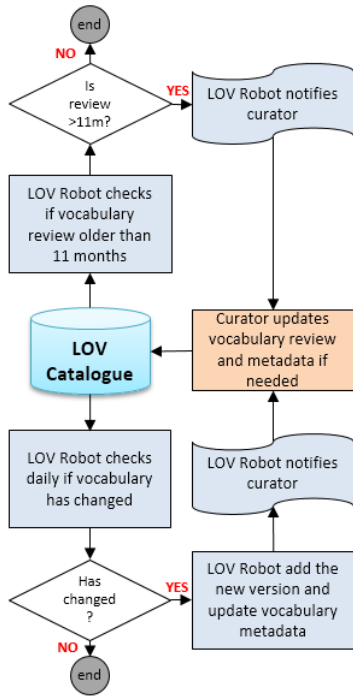 end
NO
Is
review
>11m?
YES
LOV Robot notifies
curator
LOV Robot checks
if vocabulary
review older than
11 months
LOV
Catalogue
Curator updates
vocabulary review
and metadata if
needed
LOV Robot checks
daily if vocabulary
has changed
LOV Robot notifies
curator
Has
changed
?
YES
LOV Robot add the
new version and
update vocabulary
metadata
NO
end